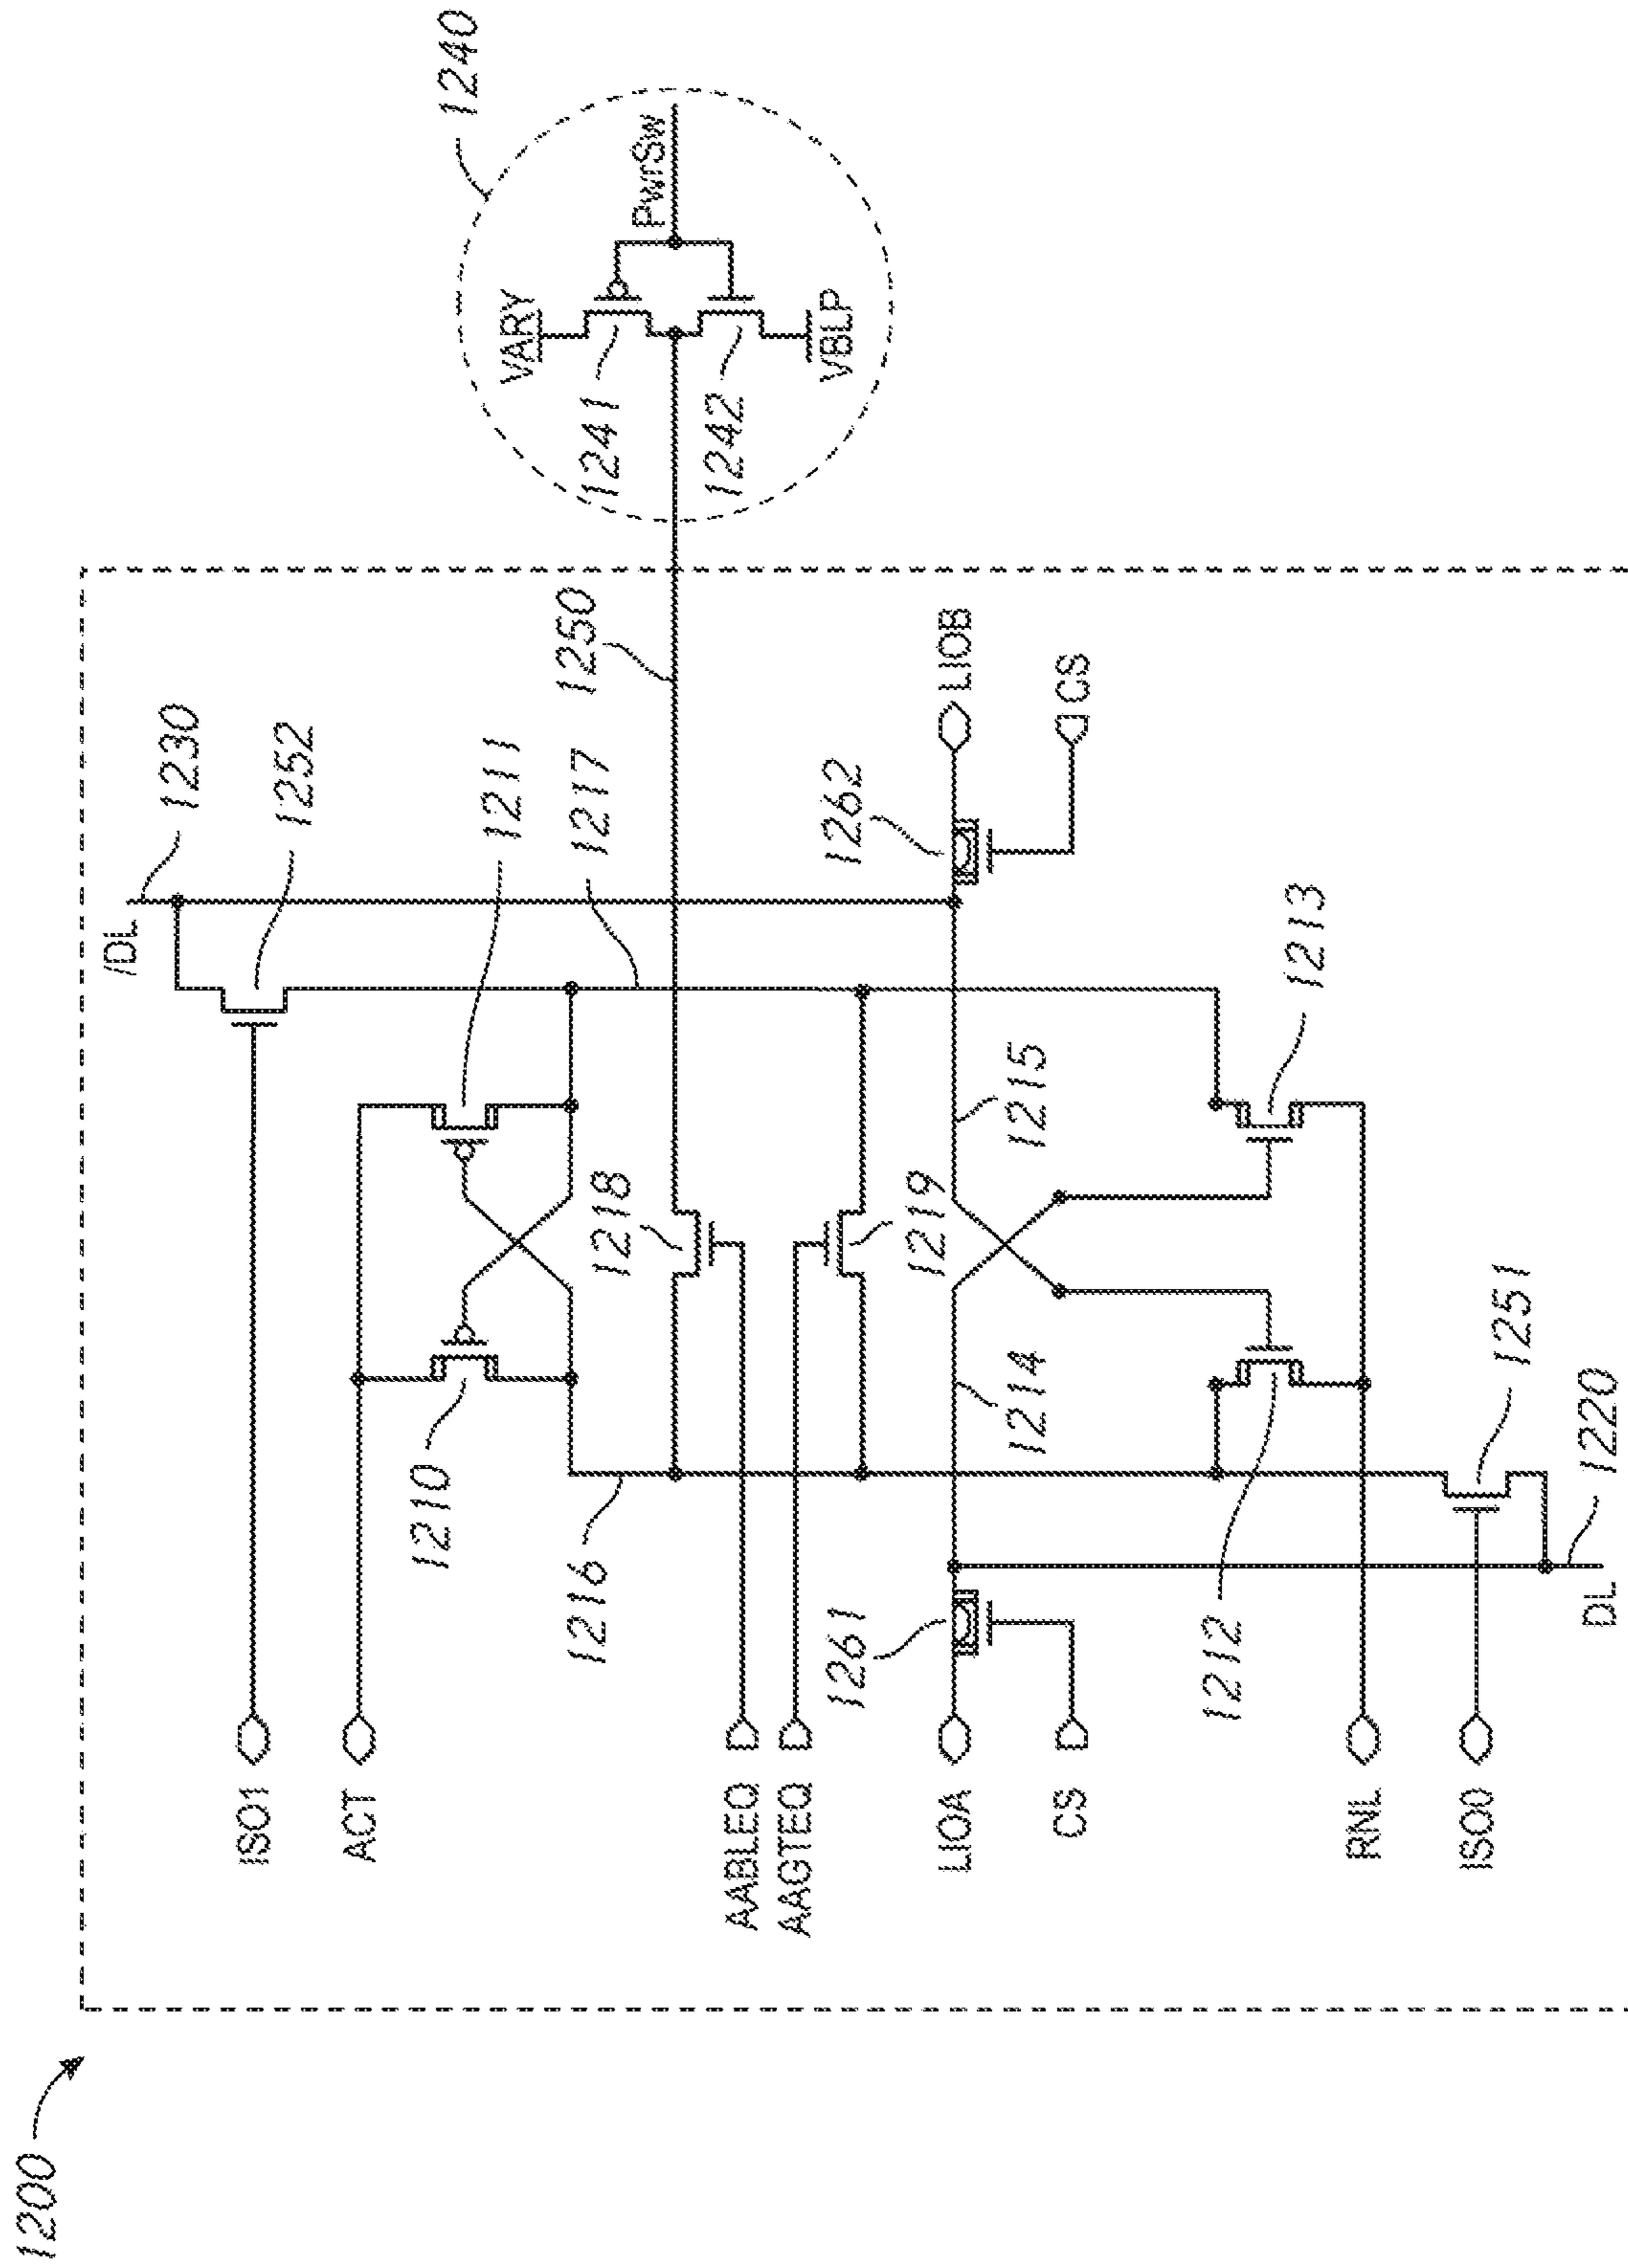 1200
/DL
1230
ISO1
1252
ACT
1240
1210
1211
VARY
1216
1217
1250
1241
1218
PwrSw
1242
AABLEQ
AAGTEQ
VBLP
1261
1262
1219
LIOA
LIOB
1214
1215
CS
CS
1212
1213
RNL
ISO0
1251
DL
1220